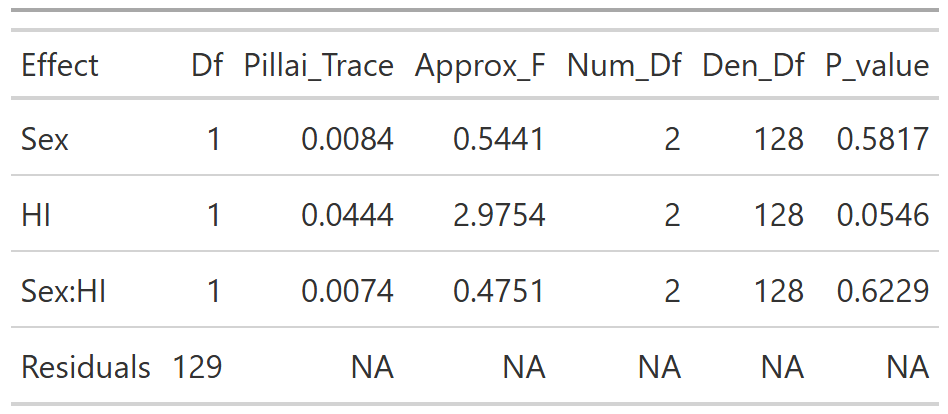 Effect Df Pillai_Trace Approx_F Num_Df Den_Df P_value
Sex 1 0.0084 0.5441 2 128 0.5817
HI 1 0.0444 2.9754 2 128 0.0546
Sex:HI 1 0.0074 0.4751 2 128 0.6229
Residuals 129 NA NA NA NA NA